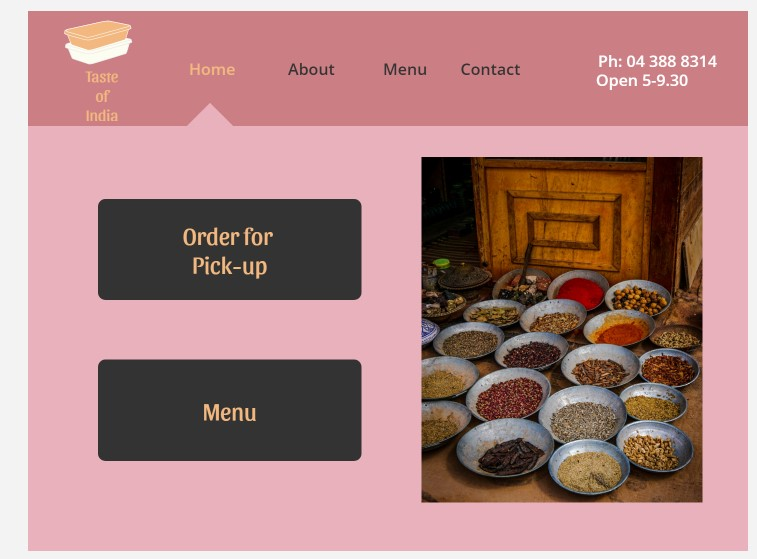 Taste
of
India
Home
About
Menu
Contact
Ph: 04 388 8314
Open 5-9.30
Order for
Pick-up
Menu